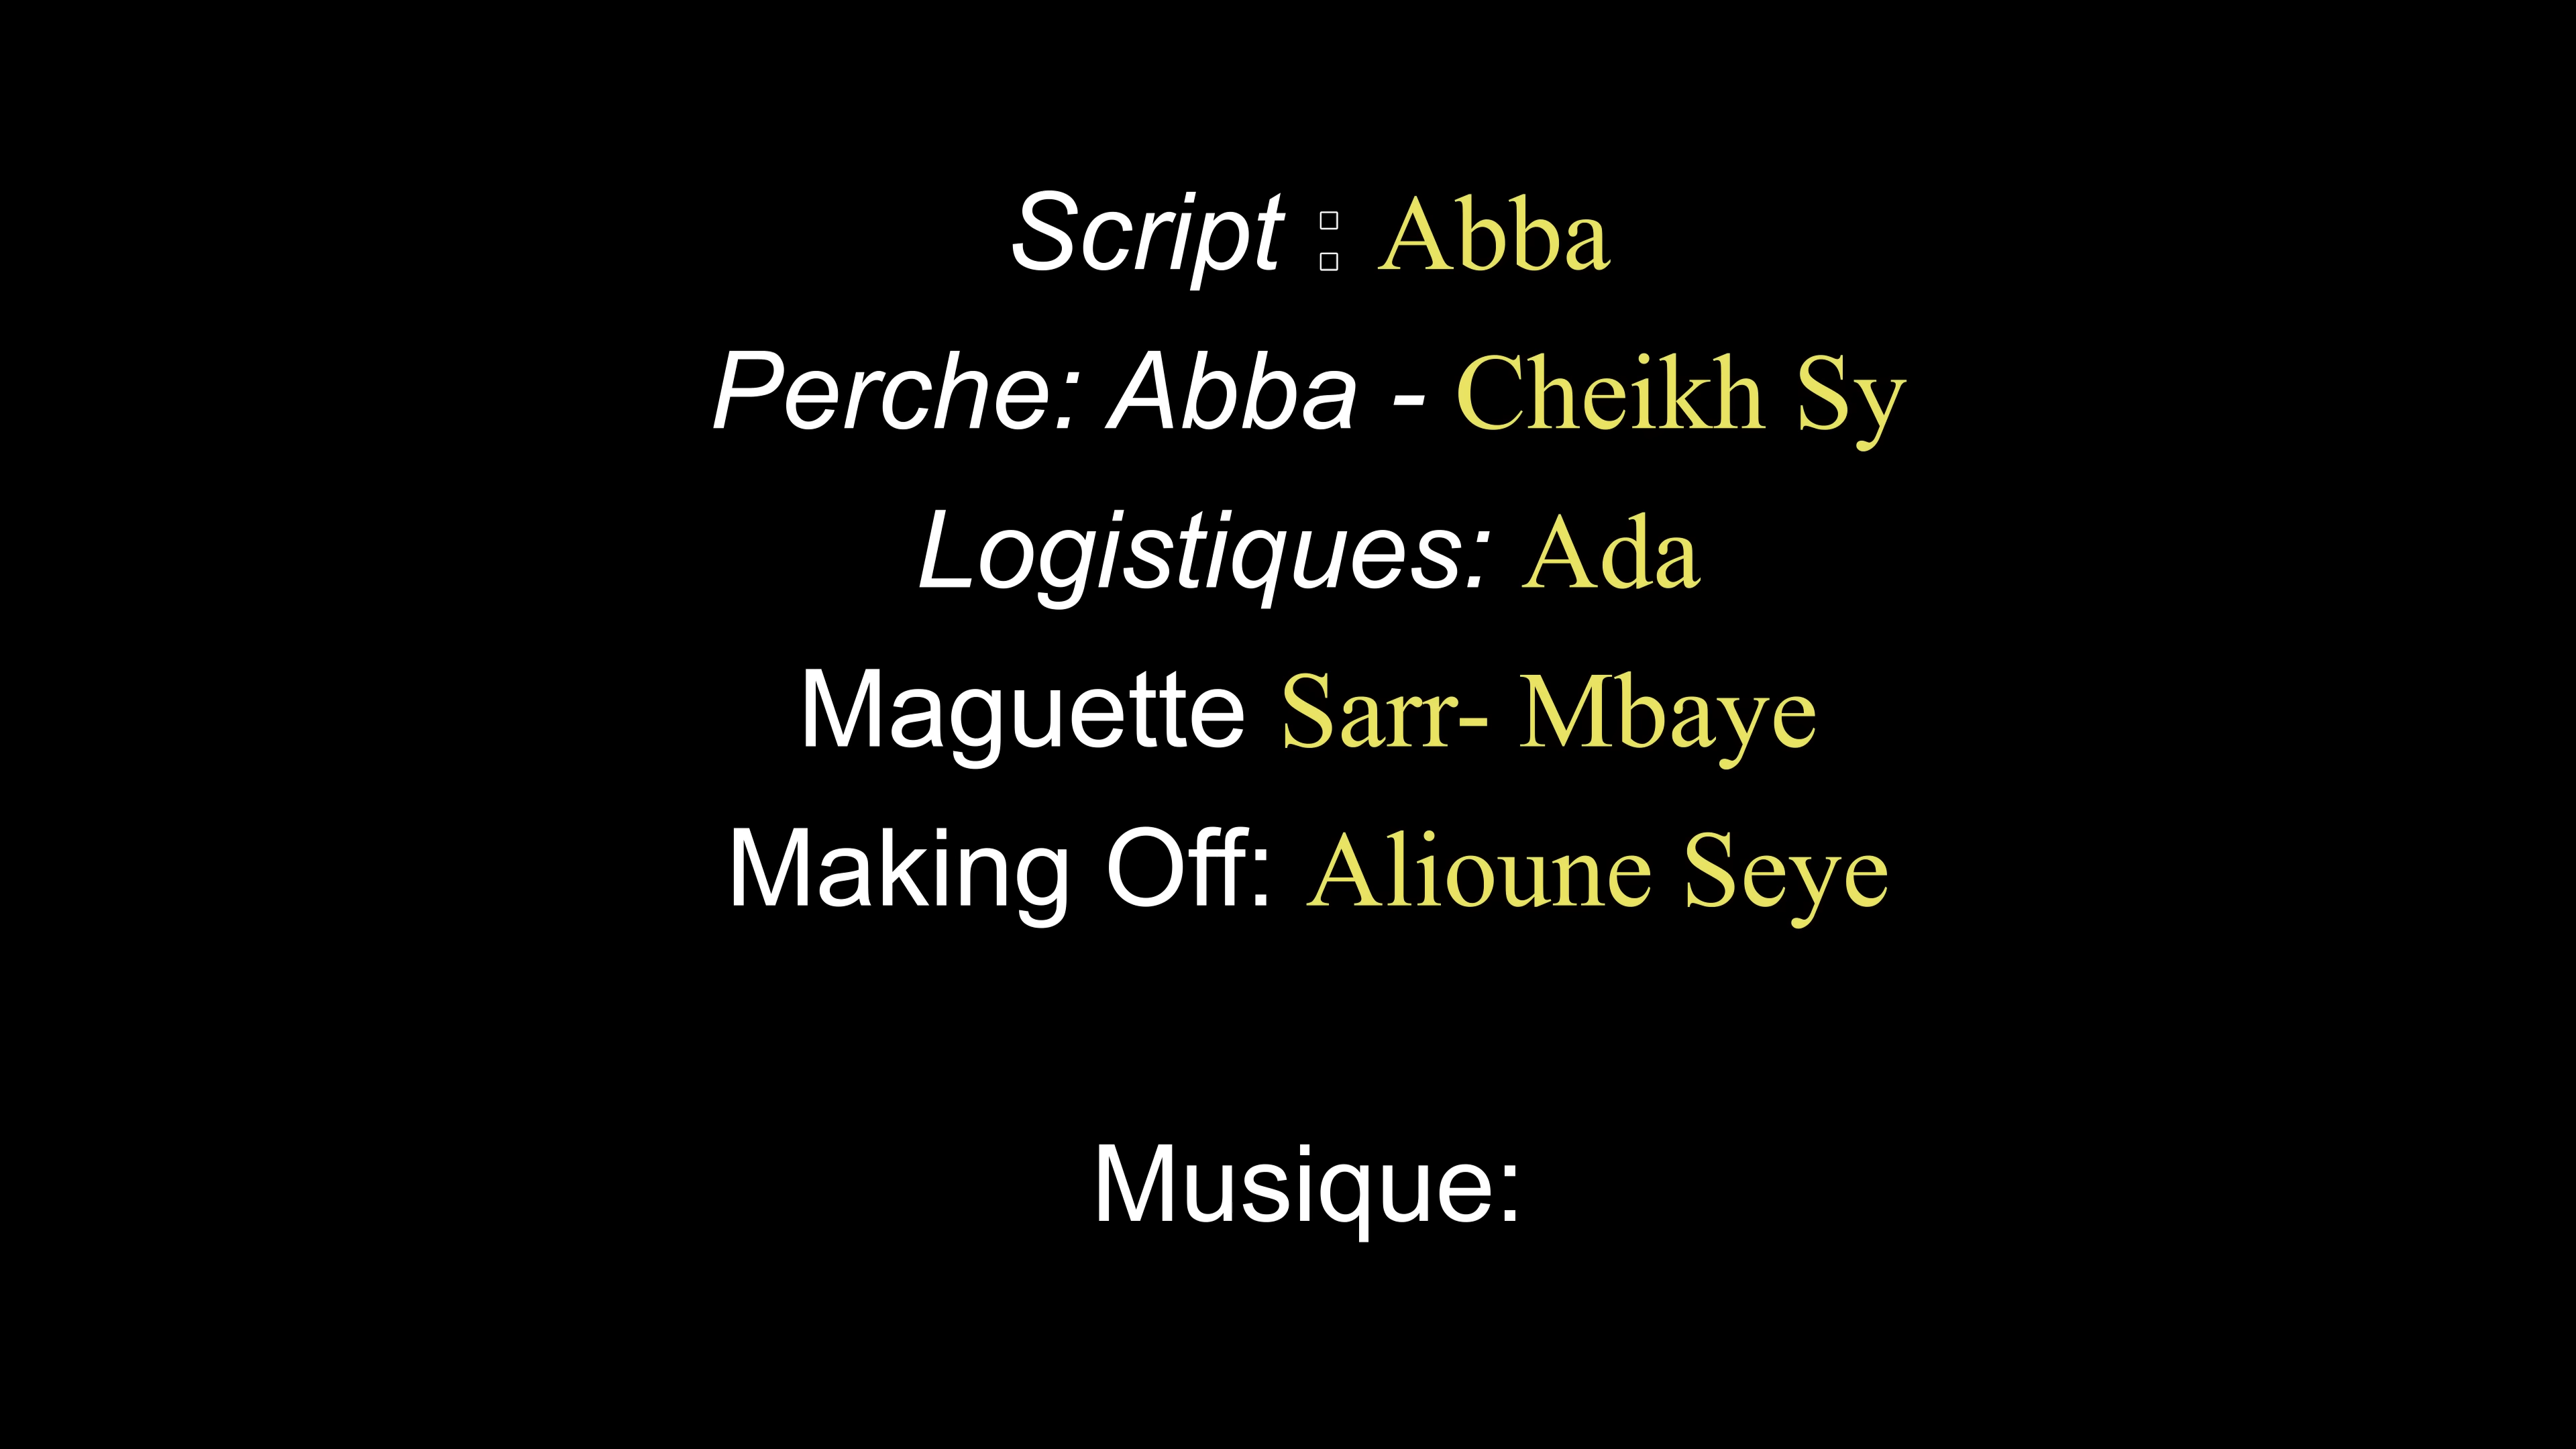 Script : Abba
Perche: Abba - Cheikh Sy
Logistiques: Ada
Maguette Sarr- Mbaye
Making Off: Alioune Seye
Musique: